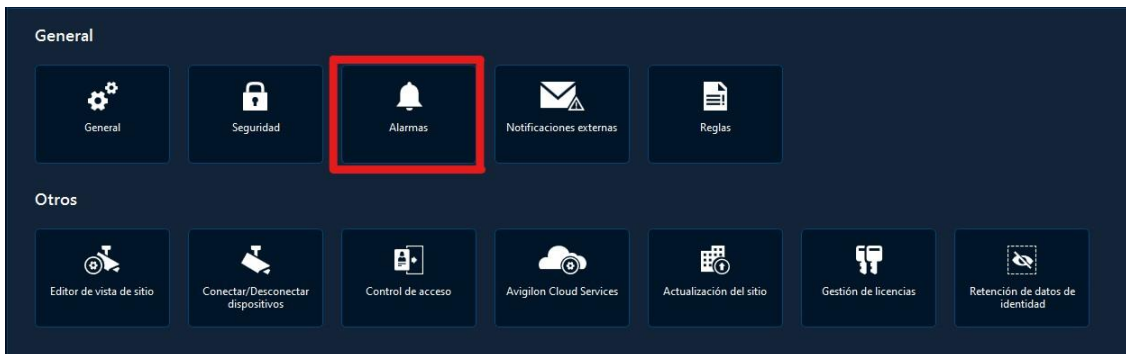 General
General
Seguridad
Alarmas
Notificaciones externas
Reglas
Otros
Editor de vista de sitio
Conectar/Desconectar
dispositivos
Control de acceso
Avigilon Cloud Services
Actualización del sitio
Gestión de licencias
Retención de datos de
identidad